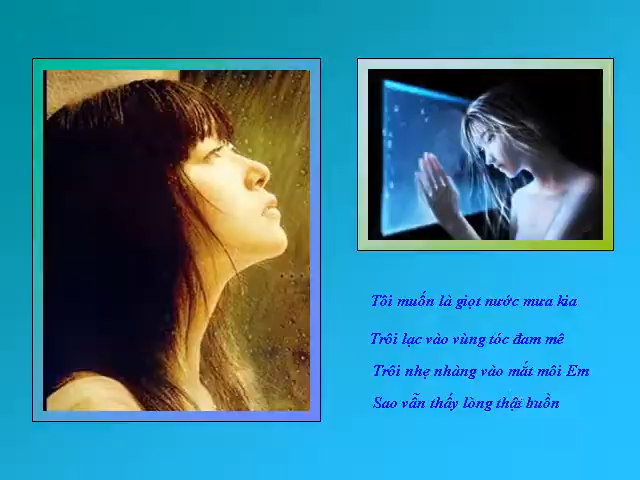 Tôi muốn là giọt nước mưa kia
Trôi lạc vào vùng tóc đam mê
Trôi nhẹ nhàng vào mắt môi Em
Sao vẫn thấy lòng thật buồn